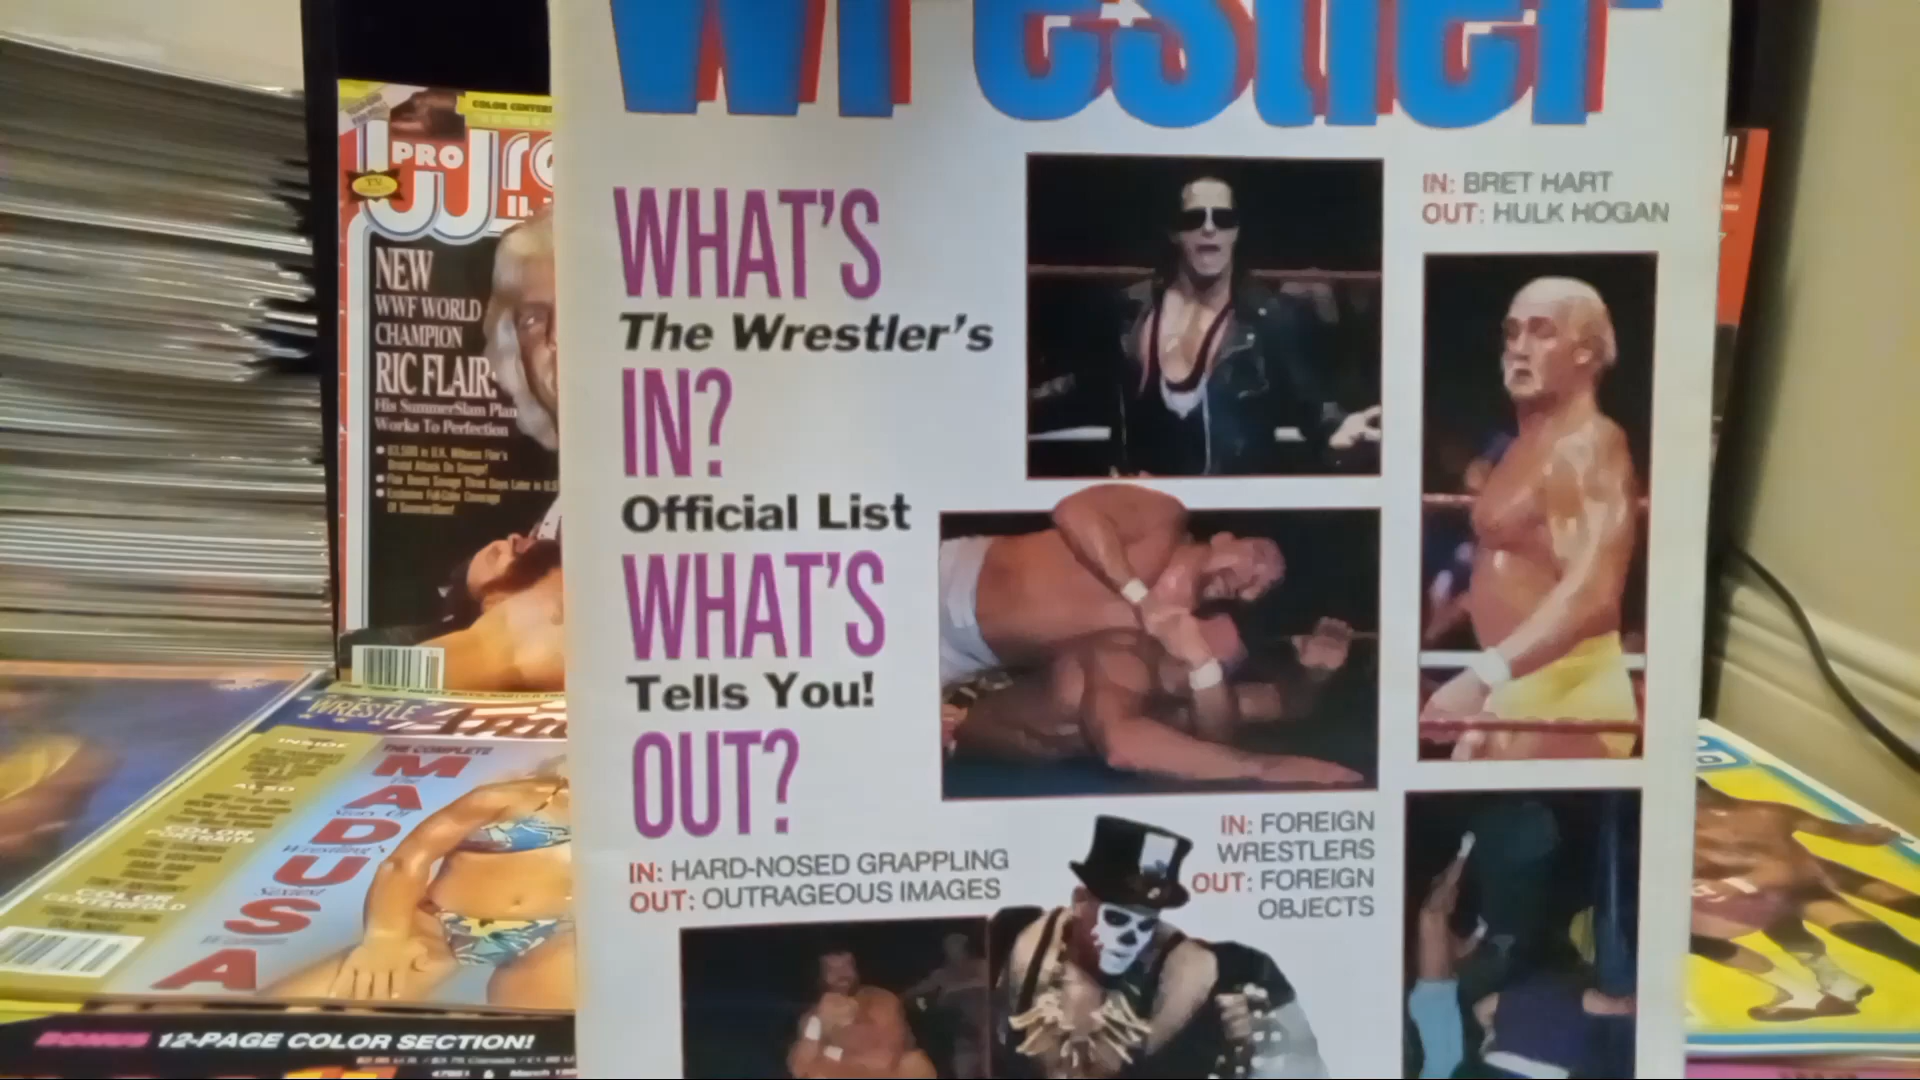 Wrestler
WHAT'S
The Wrestler's
IN?
Official List
WHAT'S
Tells You!
OUT?
IN: BRET HART
OUT: HULK HOGAN
IN: HARD-NOSED GRAPPLING
OUT: OUTRAGEOUS IMAGES
IN: FOREIGN
WRESTLERS
OUT: FOREIGN
OBJECTS
PRO
NEW
WWF WORLD
CHAMPION
RIC FLAIR:
His SummerSlam Plan
Works To Perfection
WRESTLE
INSIDE
ALSO
COLOR
PORTRAITS
COLOR
CENTERFOLD
THE COMPLETE
MADUSA
BONUS 12-PAGE COLOR SECTION!